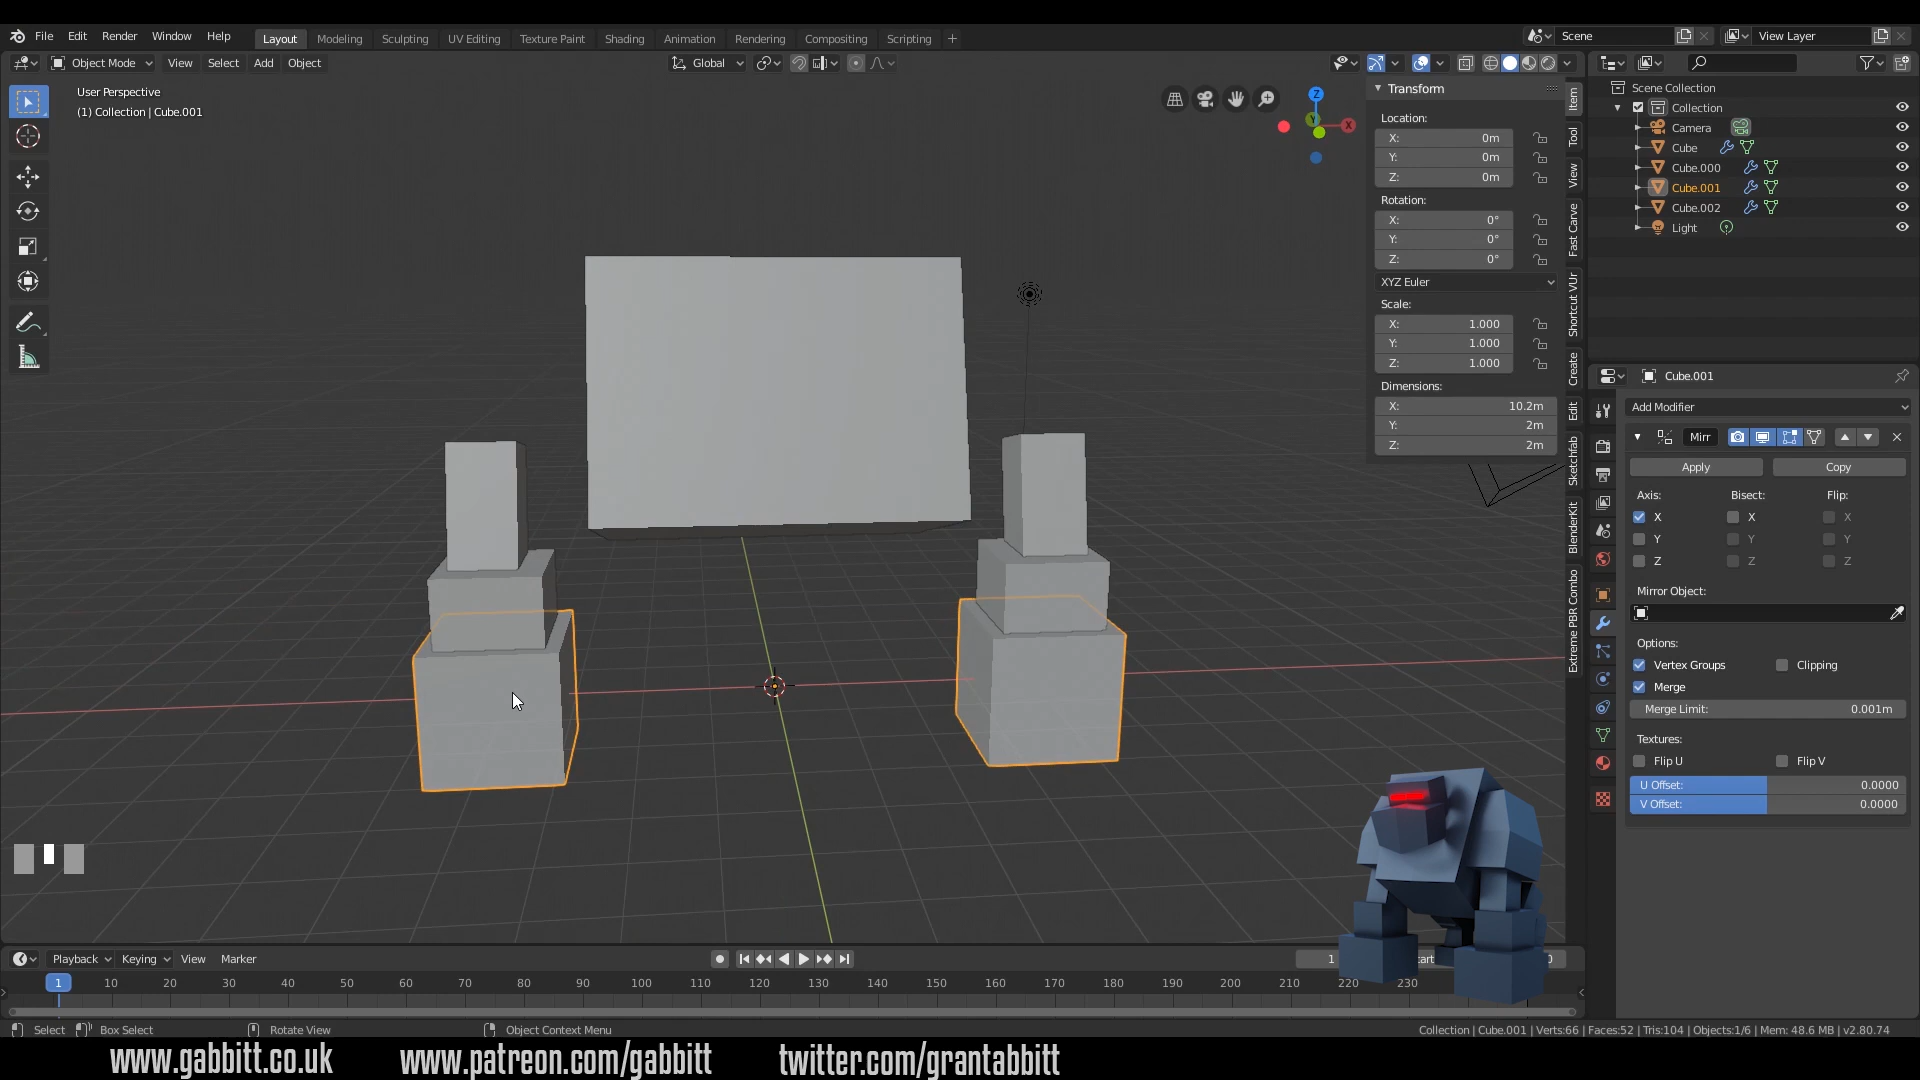 File Edit Render Window Help Layout Modeling Sculpting UV Editing Texture Paint Shading Animation Rendering Compositing Scripting + Scene View Layer
Object Mode View Select Add Object Global
User Perspective
(1) Collection | Cube.001
Z
Y
X
Transform
Location:
X: 0m
Y: 0m
Z: 0m
Rotation:
X: 0°
Y: 0°
Z: 0°
XYZ Euler
Scale:
X: 1.000
Y: 1.000
Z: 1.000
Dimensions:
X: 10.2m
Y: 2m
Z: 2m
Item
Tool
View
Fast Carve
Shortcut VUr
Create
Edit
Sketchfab
BlenderKit
Extreme PBR Combo
Scene Collection
Collection
Camera
Cube
Cube.000
Cube.001
Cube.002
Light
Cube.001
Add Modifier
Mirr
Apply Copy
Axis: Bisect: Flip:
X X X
Y Y Y
Z Z Z
Mirror Object:
Options:
Vertex Groups Clipping
Merge
Merge Limit: 0.001m
Textures:
Flip U Flip V
U Offset: 0.0000
V Offset: 0.0000
Playback Keying View Marker 1
1 10 20 30 40 50 60 70 80 90 100 110 120 130 140 150 160 170 180 190 200 210 220 230
Select Box Select Rotate View Object Context Menu Collection | Cube.001 | Verts:66 | Faces:52 | Tris:104 | Objects:1/6 | Mem: 48.6 MB | v2.80.74
www.gabbitt.co.uk www.patreon.com/gabbitt twitter.com/grantabbitt